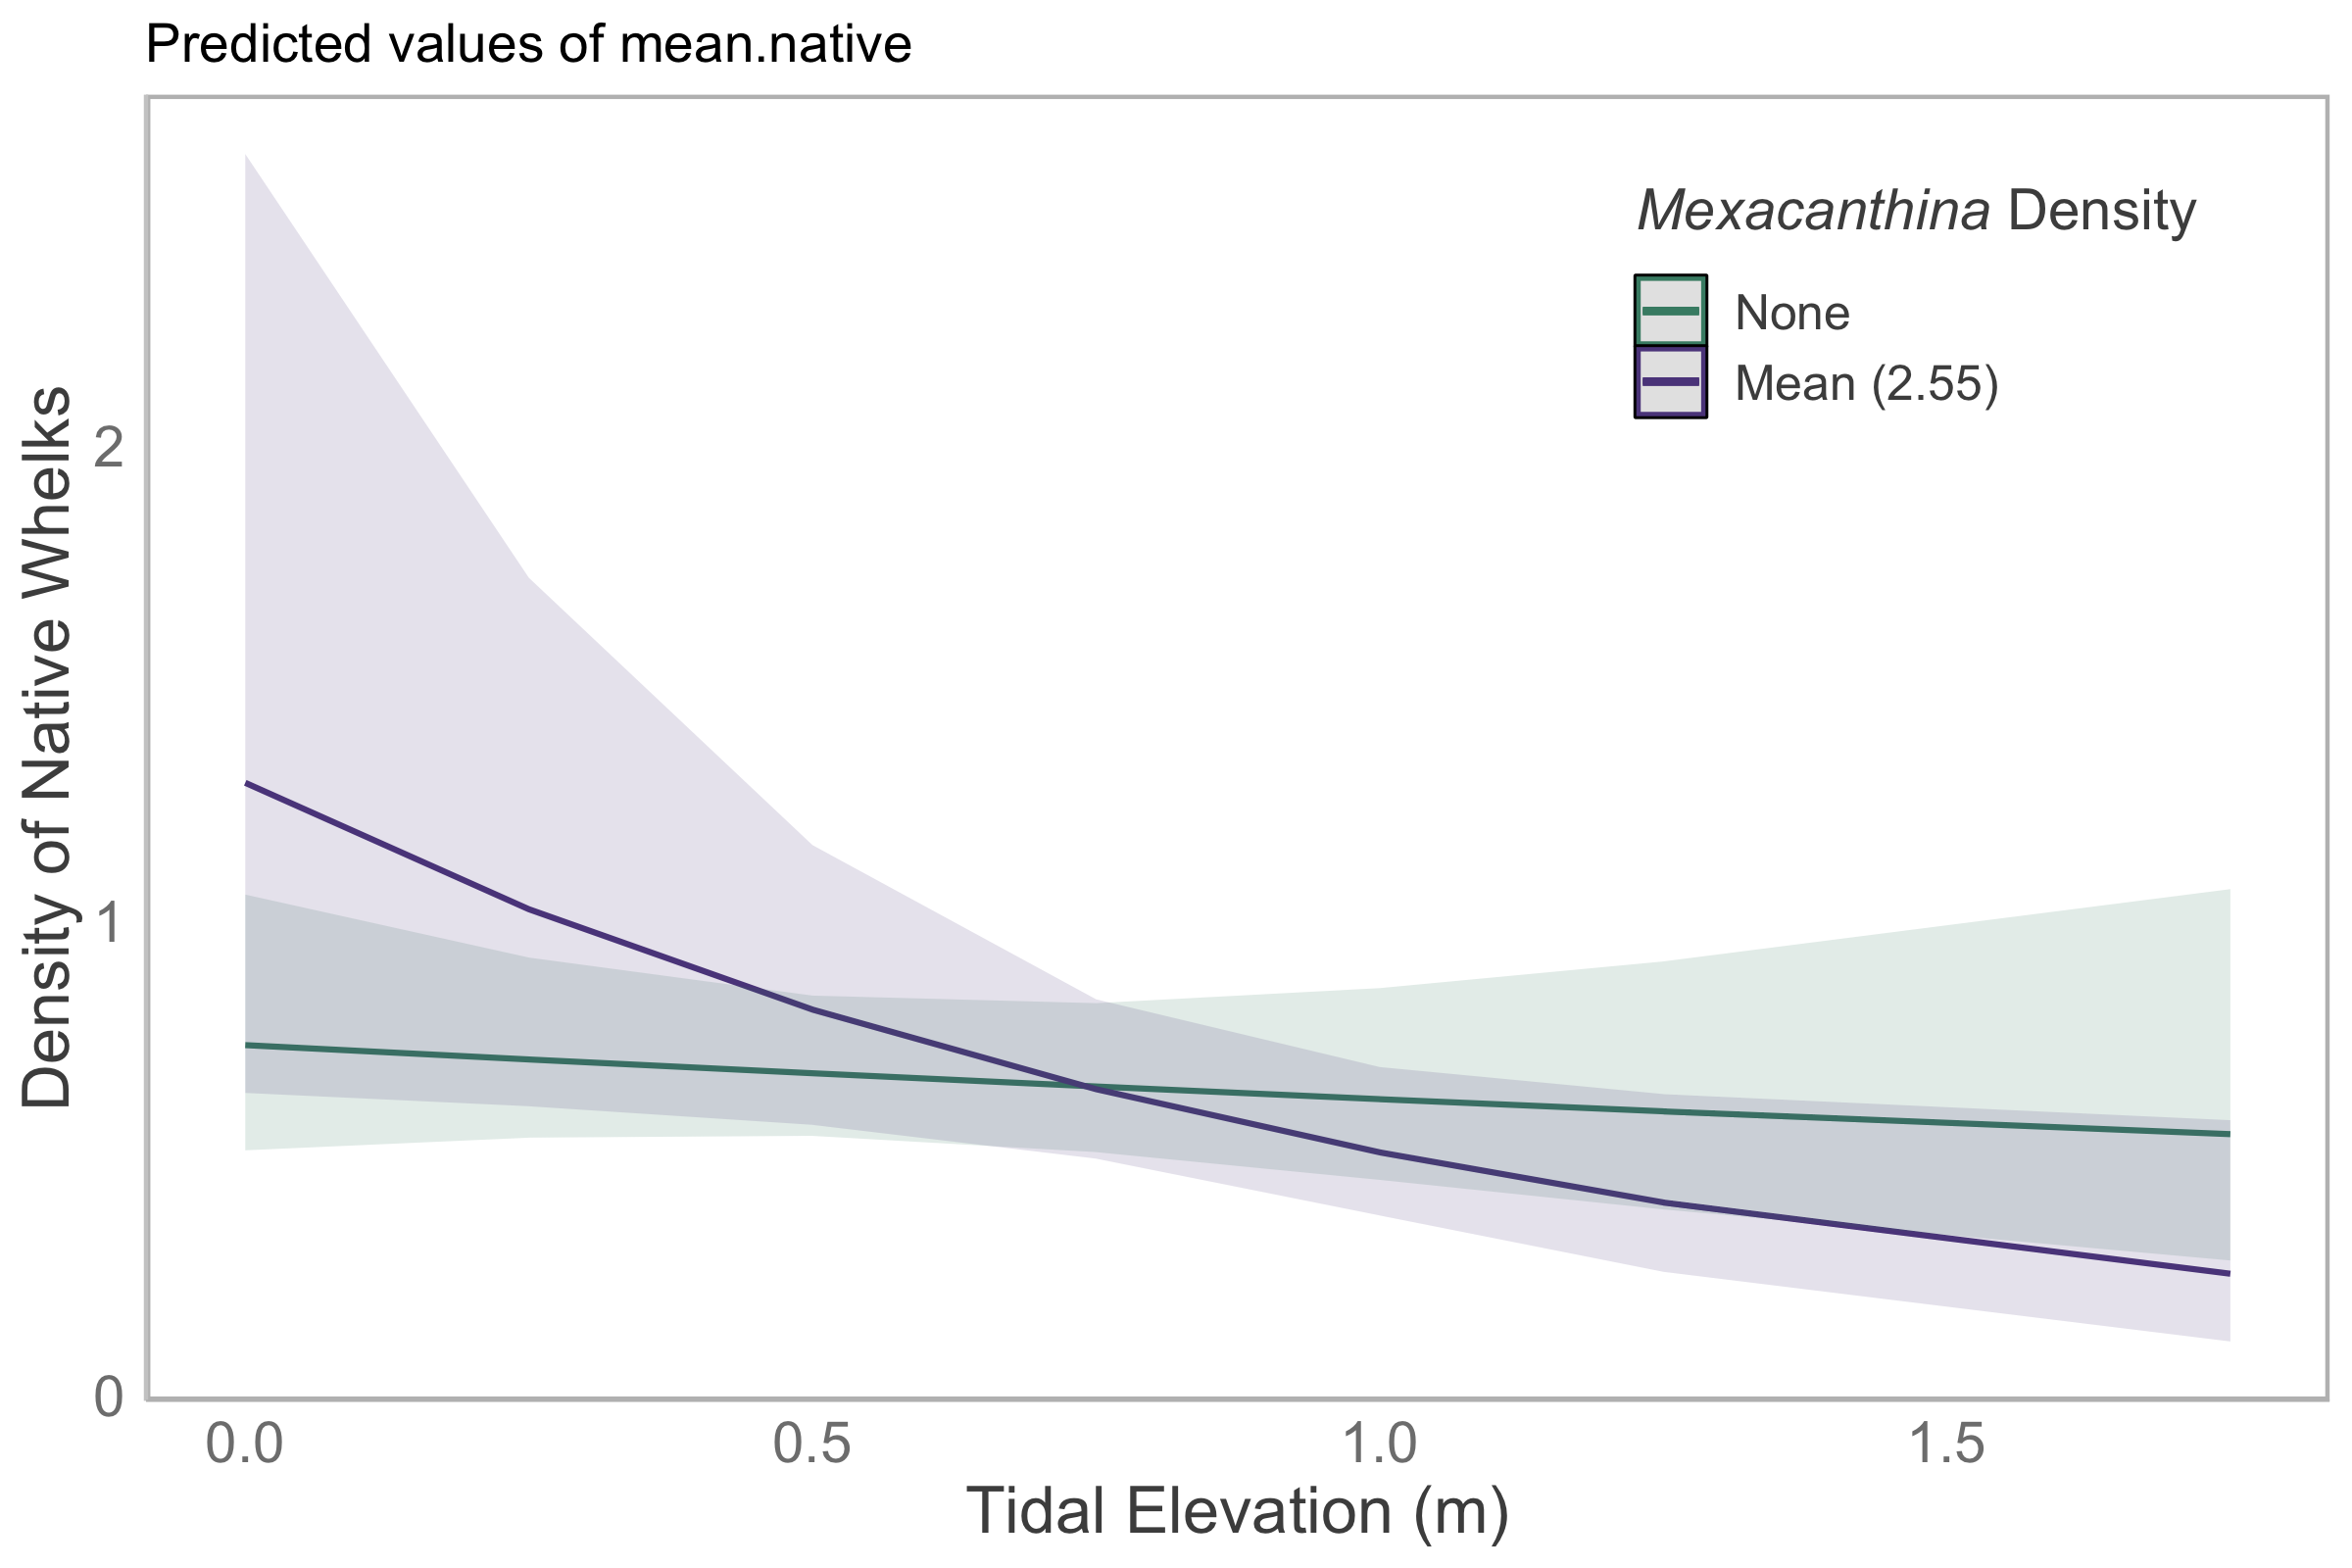 Predicted values of mean.native
Density of Native Whelks
2
1
0
Mexacanthina Density
None
Mean (2.55)
0.0
0.5
1.0
1.5
Tidal Elevation (m)